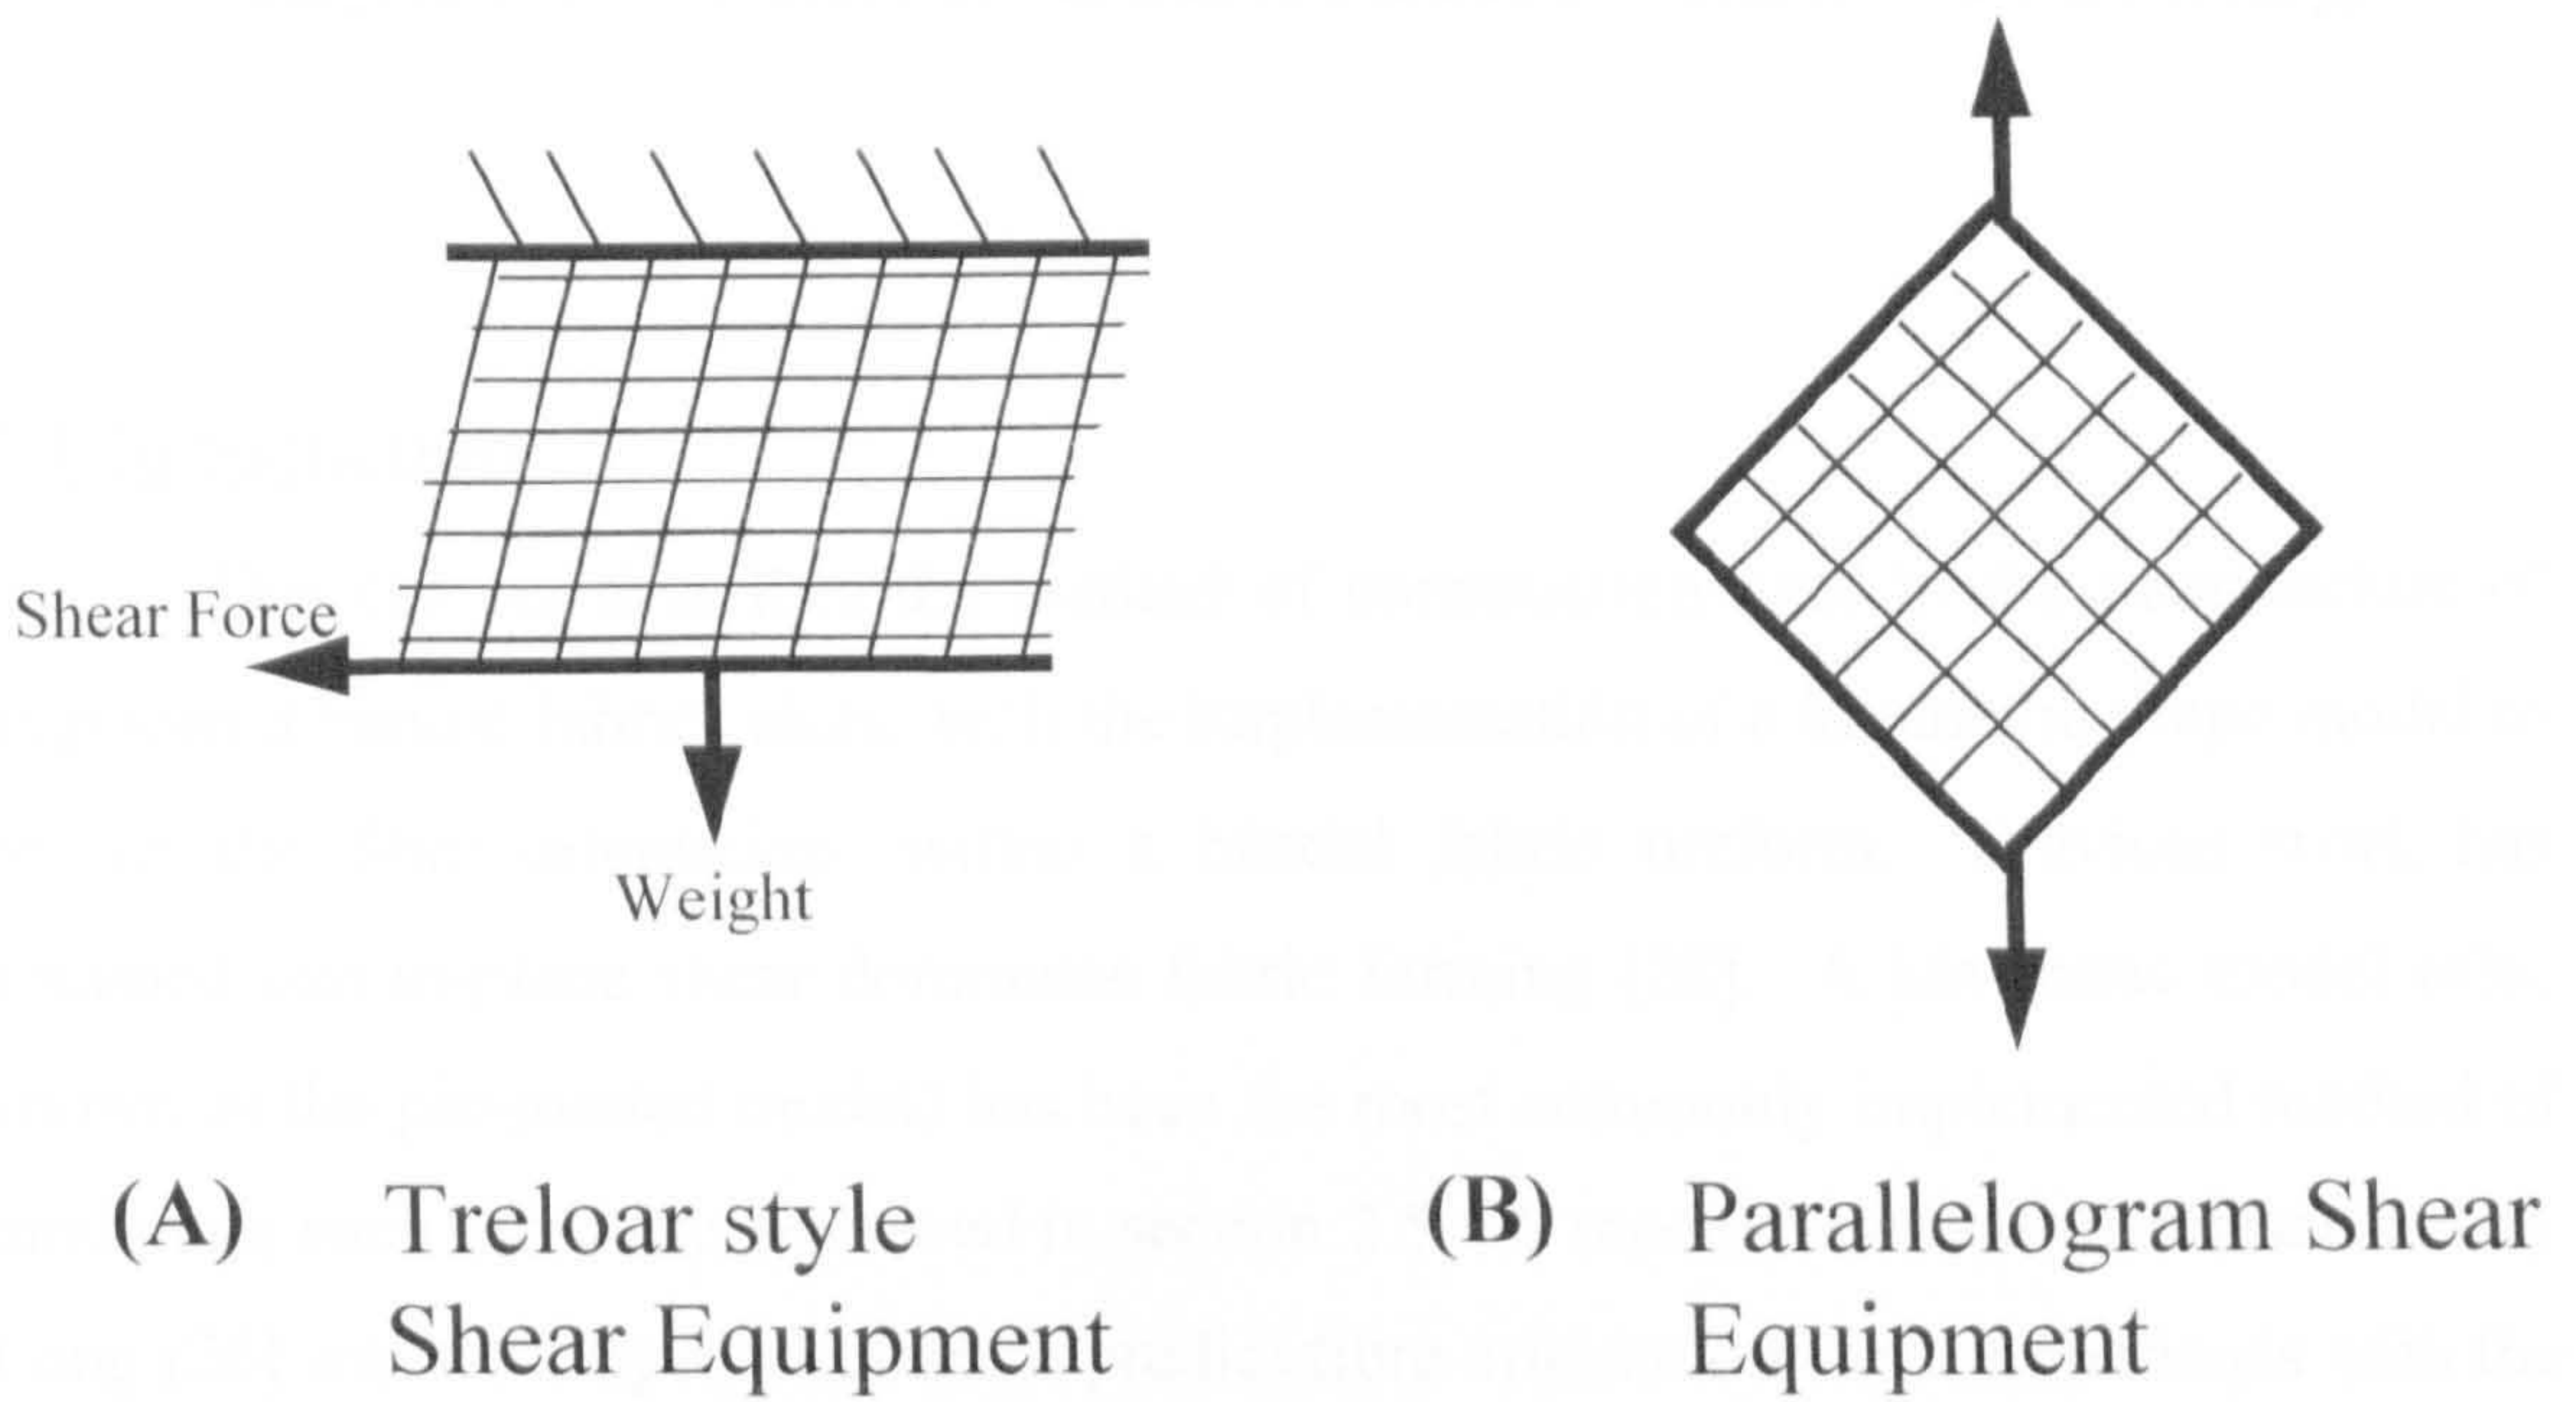 Shear Force
Weight
(A) Treloar style
Shear Equipment
(B) Parallelogram Shear
Equipment